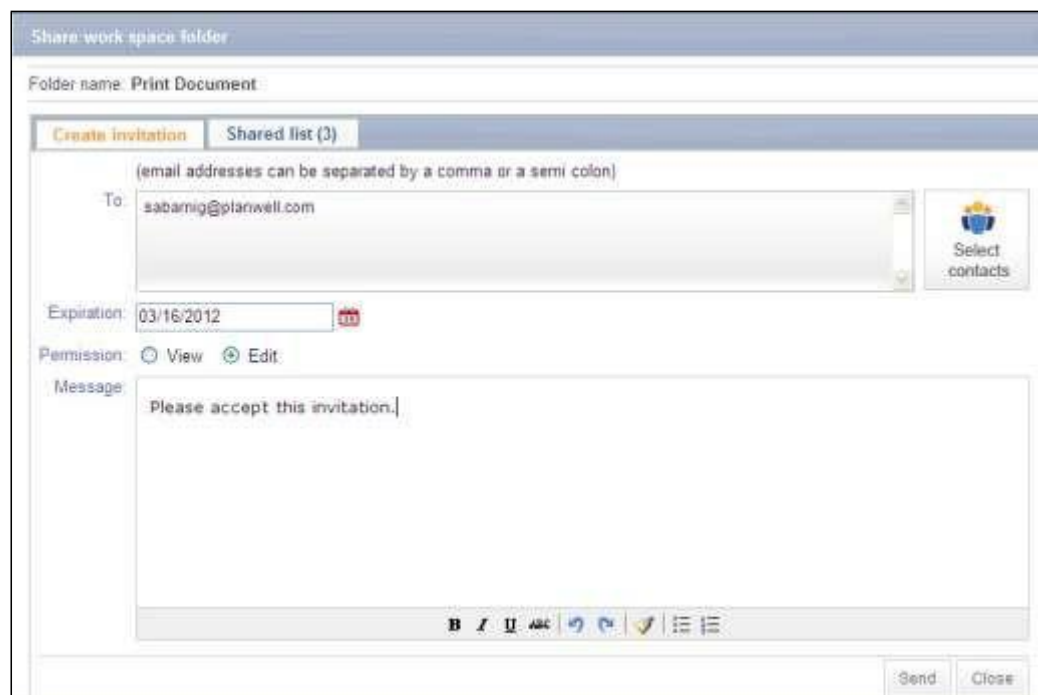 Share work space folder
Folder name: Print Document
Create invitation Shared list (3)
(email addresses can be separated by a comma or a semi colon)
To: sabarnig@planwell.com
Select
contacts
Expiration: 03/16/2012
Permission: View Edit
Message: Please accept this invitation.
B I U ABC
Send Close